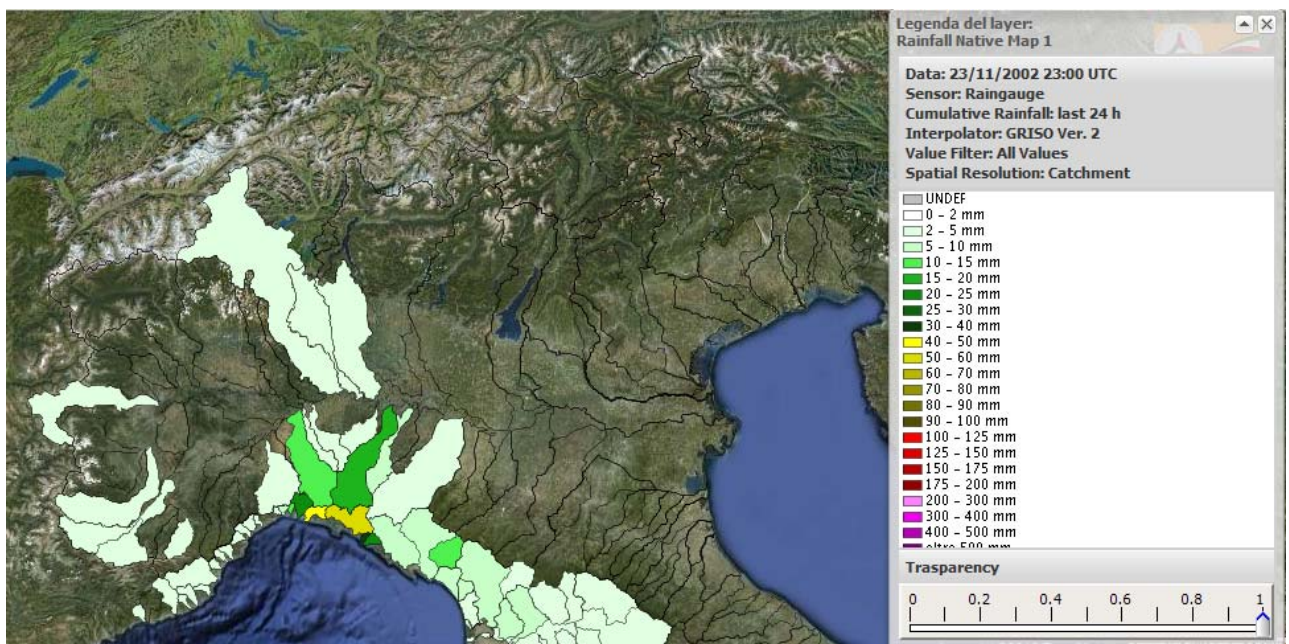 Legenda del layer:
Rainfall Native Map 1
Data: 23/11/2002 23:00 UTC
Sensor: Raingauge
Cumulative Rainfall: last 24 h
Interpolator: GRISO Ver. 2
Value Filter: All Values
Spatial Resolution: Catchment
UNDEF
0 - 2 mm
2 - 5 mm
5 - 10 mm
10 - 15 mm
15 - 20 mm
20 - 25 mm
25 - 30 mm
30 - 40 mm
40 - 50 mm
50 - 60 mm
60 - 70 mm
70 - 80 mm
80 - 90 mm
90 - 100 mm
100 - 125 mm
125 - 150 mm
150 - 175 mm
175 - 200 mm
200 - 300 mm
300 - 400 mm
400 - 500 mm
oltre 500 mm
Trasparency
0 0.2 0.4 0.6 0.8 1